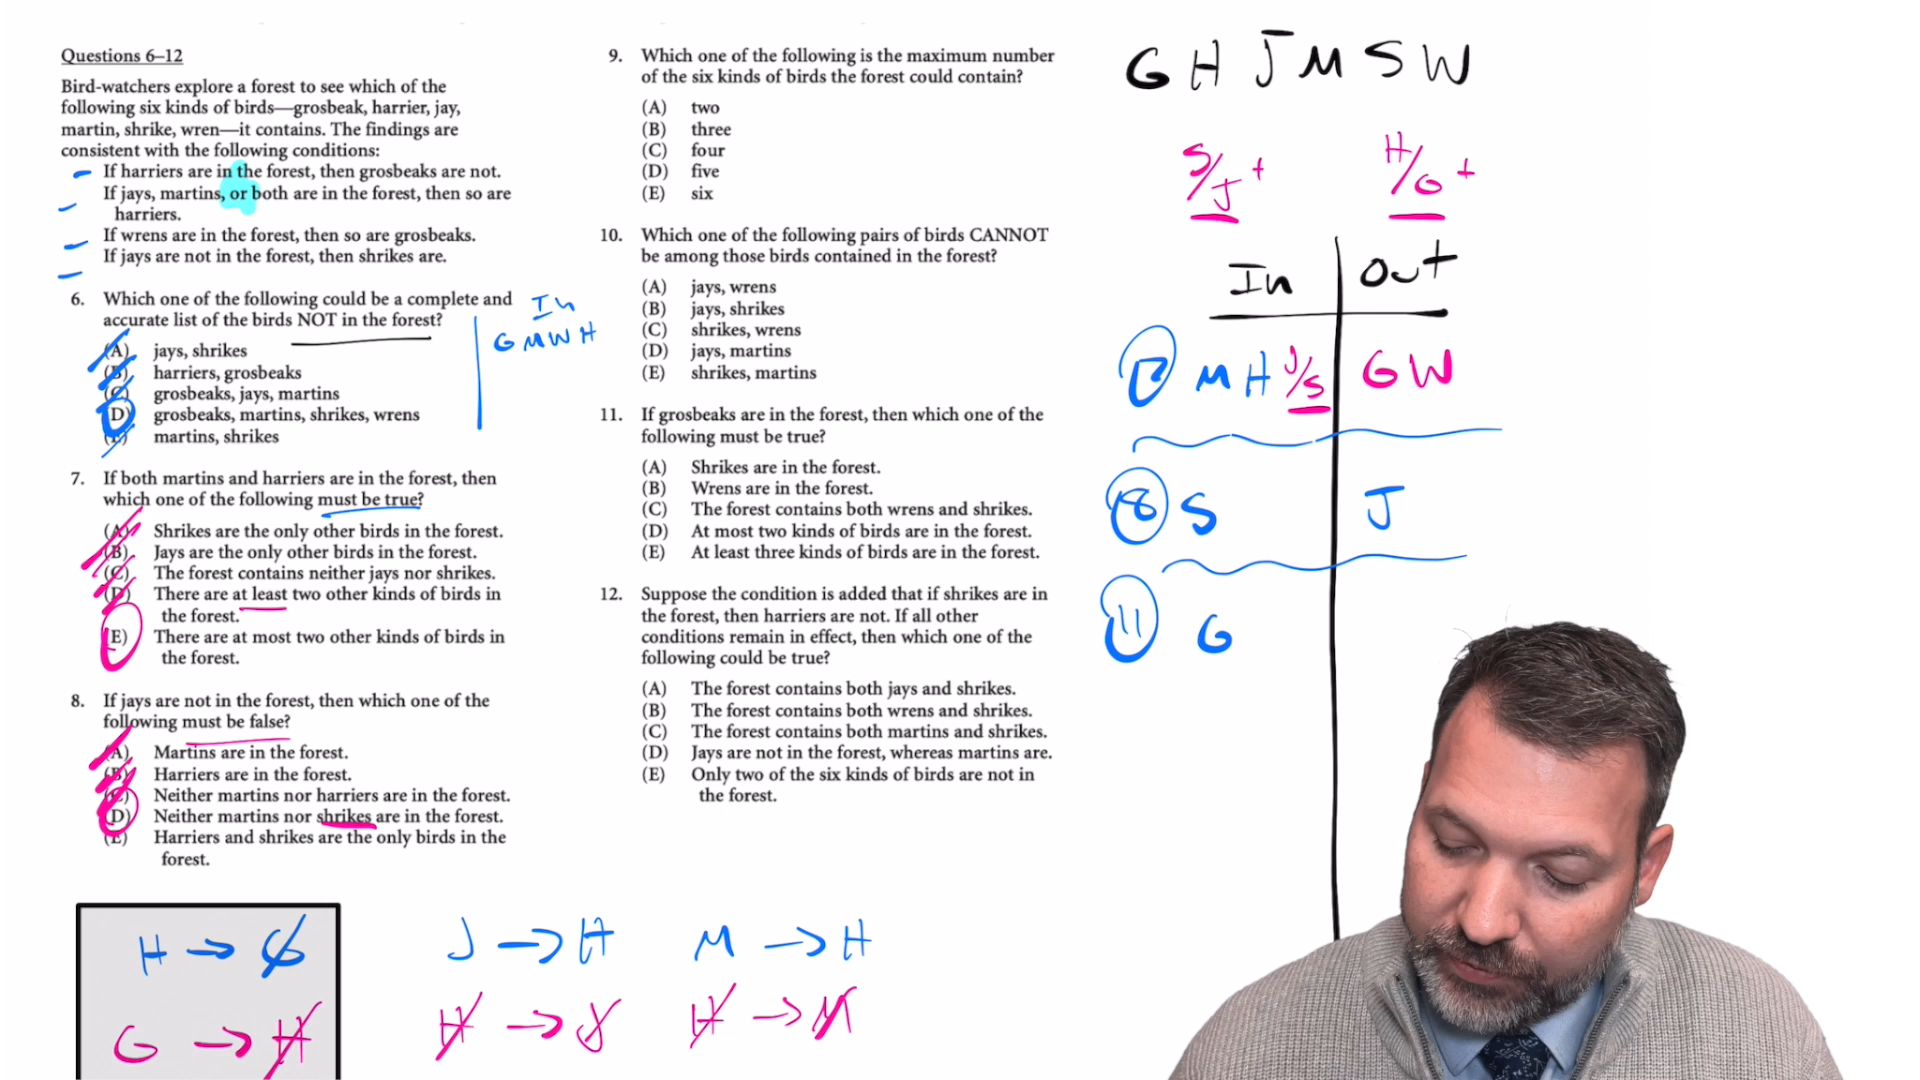 Questions 6–12
Bird-watchers explore a forest to see which of the
following six kinds of birds—grosbeak, harrier, jay,
martin, shrike, wren—it contains. The findings are
consistent with the following conditions:
If harriers are in the forest, then grosbeaks are not.
If jays, martins, or both are in the forest, then so are
harriers.
If wrens are in the forest, then so are grosbeaks.
If jays are not in the forest, then shrikes are.
6. Which one of the following could be a complete and
accurate list of the birds NOT in the forest?
(A) jays, shrikes
(B) harriers, grosbeaks
(C) grosbeaks, jays, martins
(D) grosbeaks, martins, shrikes, wrens
(E) martins, shrikes
In
G M W H
7. If both martins and harriers are in the forest, then
which one of the following must be true?
(A) Shrikes are the only other birds in the forest.
(B) Jays are the only other birds in the forest.
(C) The forest contains neither jays nor shrikes.
(D) There are at least two other kinds of birds in
the forest.
(E) There are at most two other kinds of birds in
the forest.
8. If jays are not in the forest, then which one of the
following must be false?
(A) Martins are in the forest.
(B) Harriers are in the forest.
(C) Neither martins nor harriers are in the forest.
(D) Neither martins nor shrikes are in the forest.
(E) Harriers and shrikes are the only birds in the
forest.
9. Which one of the following is the maximum number
of the six kinds of birds the forest could contain?
(A) two
(B) three
(C) four
(D) five
(E) six
10. Which one of the following pairs of birds CANNOT
be among those birds contained in the forest?
(A) jays, wrens
(B) jays, shrikes
(C) shrikes, wrens
(D) jays, martins
(E) shrikes, martins
11. If grosbeaks are in the forest, then which one of the
following must be true?
(A) Shrikes are in the forest.
(B) Wrens are in the forest.
(C) The forest contains both wrens and shrikes.
(D) At most two kinds of birds are in the forest.
(E) At least three kinds of birds are in the forest.
12. Suppose the condition is added that if shrikes are in
the forest, then harriers are not. If all other
conditions remain in effect, then which one of the
following could be true?
(A) The forest contains both jays and shrikes.
(B) The forest contains both wrens and shrikes.
(C) The forest contains both martins and shrikes.
(D) Jays are not in the forest, whereas martins are.
(E) Only two of the six kinds of birds are not in
the forest.
G H J M S W
S/J + H/G +
In Out
7 M H J/S G W
8 S J
11 G
H → G
G → H
J → H
H → J
M → H
H → M